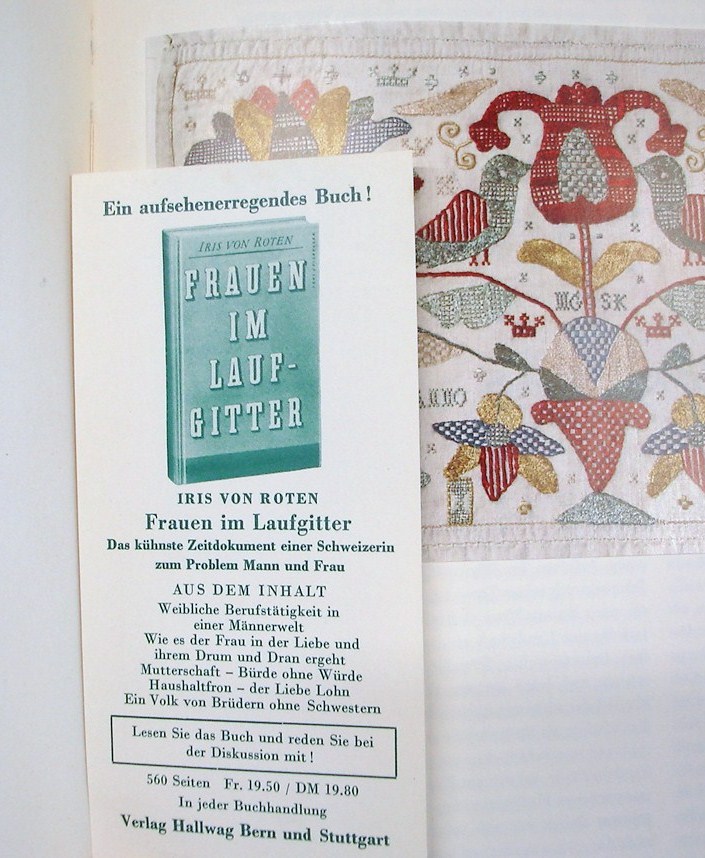 Ein aufsehenerregendes Buch!
IRIS VON ROTEN
FRAUEN
IM
LAUF-
GITTER
IRIS VON ROTEN
Frauen im Laufgitter
Das kühnste Zeitdokument einer Schweizerin
zum Problem Mann und Frau
AUS DEM INHALT
Weibliche Berufstätigkeit in
einer Männerwelt
Wie es der Frau in der Liebe und
ihrem Drum und Dran ergeht
Mutterschaft – Bürde ohne Würde
Haushaltfron – der Liebe Lohn
Ein Volk von Brüdern ohne Schwestern
Lesen Sie das Buch und reden Sie bei
der Diskussion mit!
560 Seiten Fr. 19.50 / DM 19.80
In jeder Buchhandlung
Verlag Hallwag Bern und Stuttgart
SK